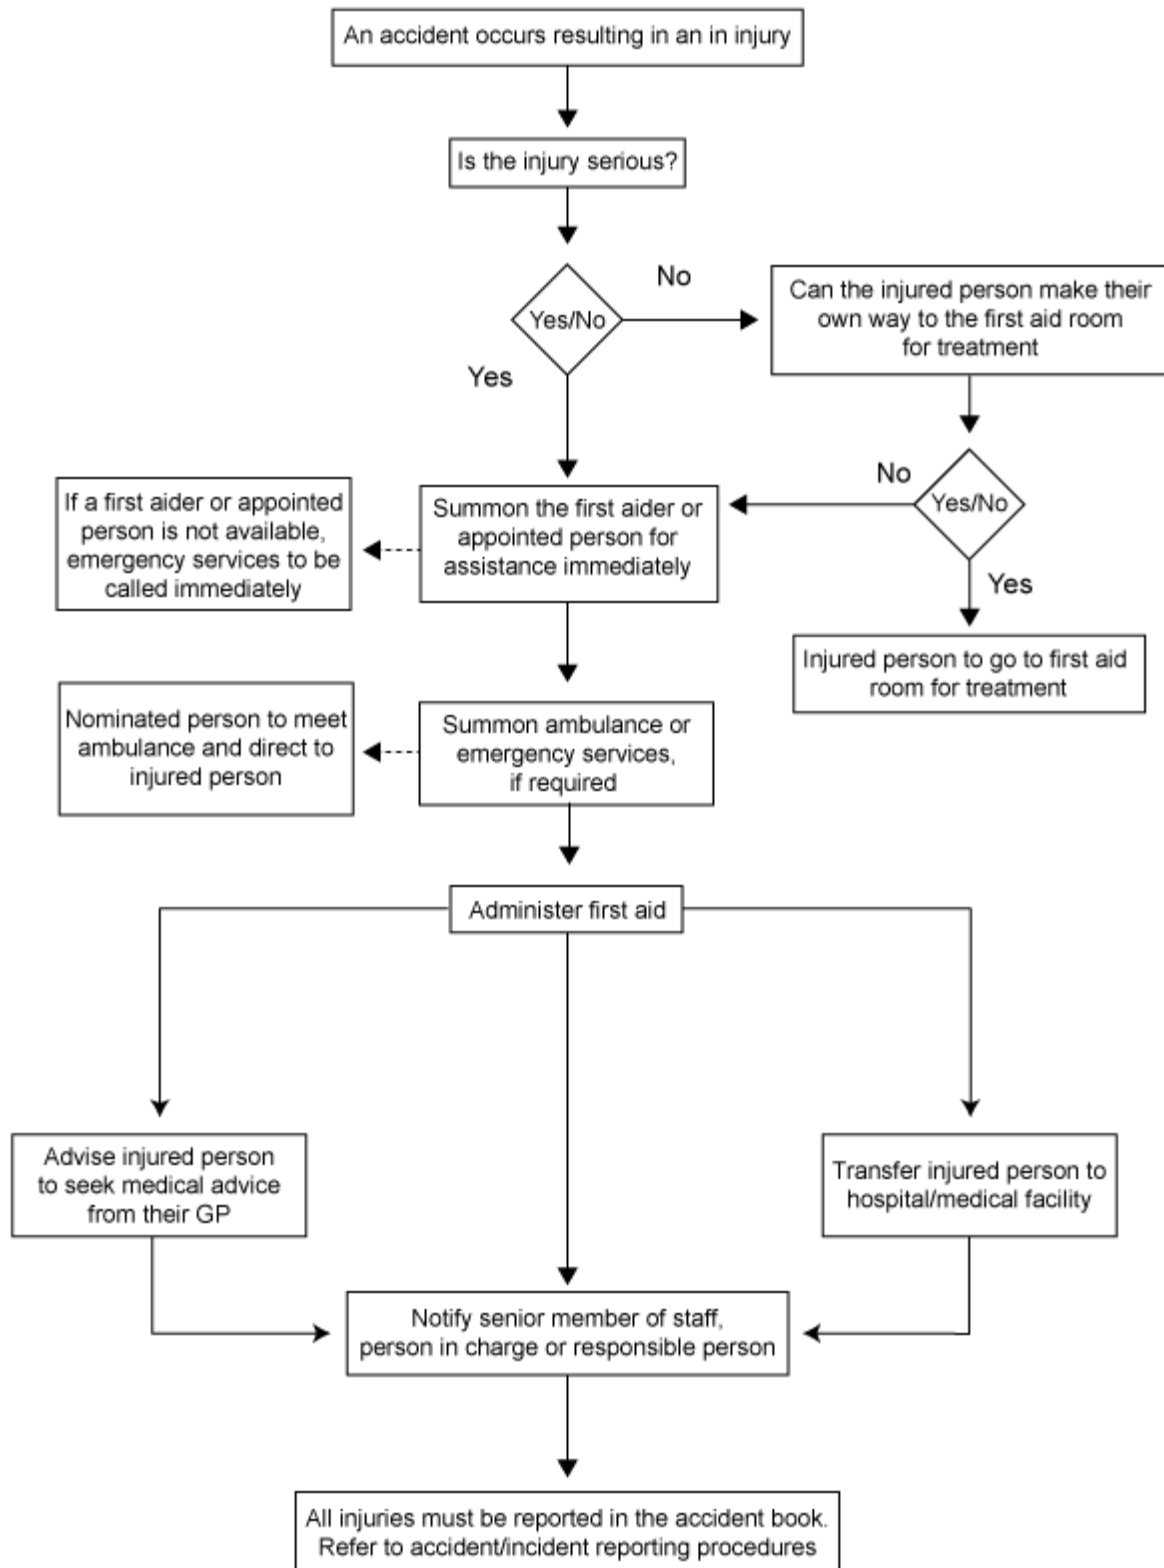 An accident occurs resulting in an in injury
Is the injury serious?
Yes/No
No
Yes
Can the injured person make their
own way to the first aid room
for treatment
Yes/No
No
Yes
Injured person to go to first aid
room for treatment
Summon the first aider or
appointed person for
assistance immediately
If a first aider or appointed
person is not available,
emergency services to be
called immediately
Summon ambulance or
emergency services,
if required
Nominated person to meet
ambulance and direct to
injured person
Administer first aid
Advise injured person
to seek medical advice
from their GP
Transfer injured person to
hospital/medical facility
Notify senior member of staff,
person in charge or responsible person
All injuries must be reported in the accident book.
Refer to accident/incident reporting procedures